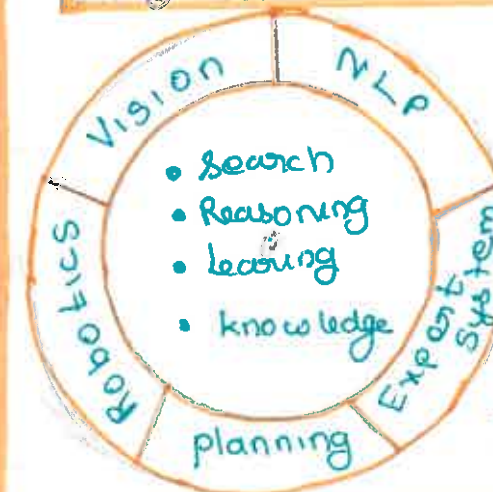 Vision
NLP
• Search
• Reasoning
• Learning
• knowledge
Robotics
Expert
System
planning